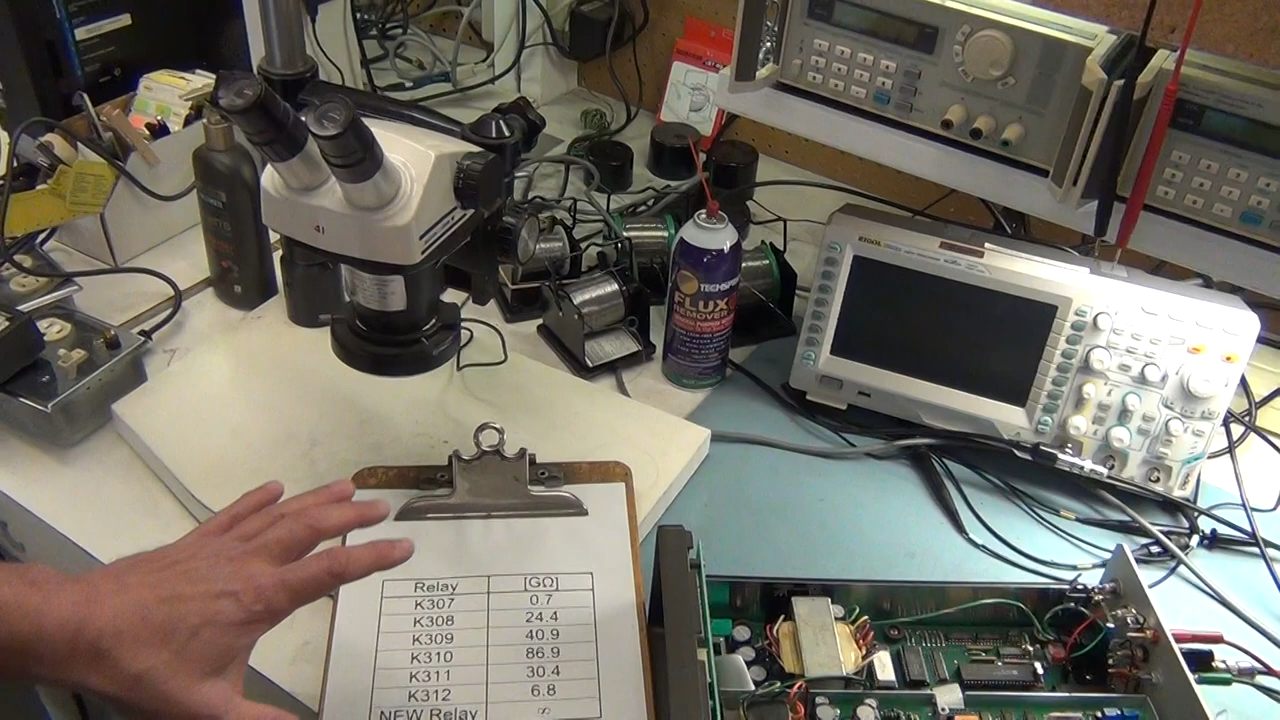 41
TECHSPRAY
FLUX
REMOVER
RIGOL
Relay [GΩ]
K307 0.7
K308 24.4
K309 40.9
K310 86.9
K311 30.4
K312 6.8
NEW Relay ∞